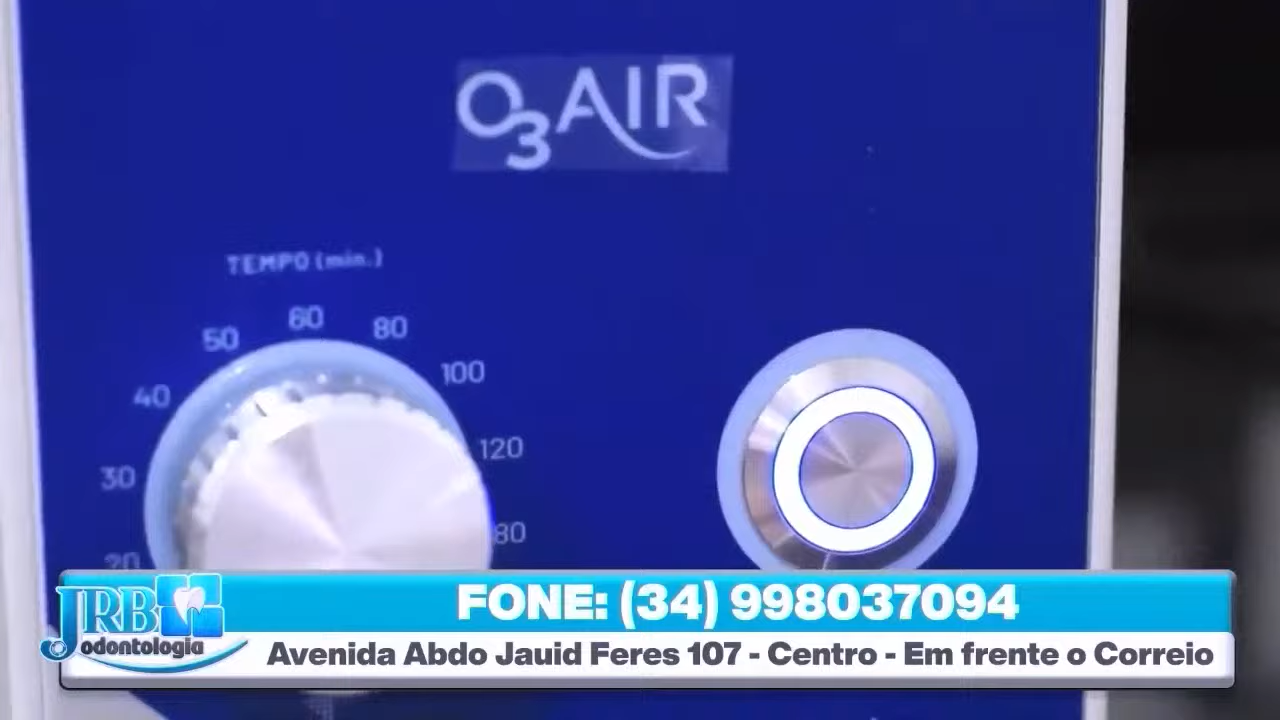 O3AIR
TEMPO (min.)
50 60 80
40 100
30 120
20 80
JRB
odontologia
FONE: (34) 998037094
Avenida Abdo Jauid Feres 107 - Centro - Em frente o Correio